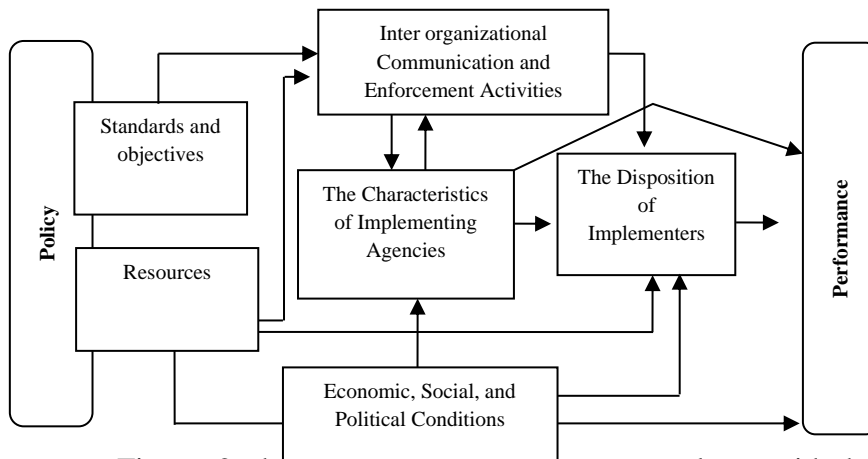 Inter organizational
Communication and
Enforcement Activities
Standards and
objectives
The Characteristics
of Implementing
Agencies
The Disposition
of
Implementers
Policy
Resources
Performance
Economic, Social, and
Political Conditions